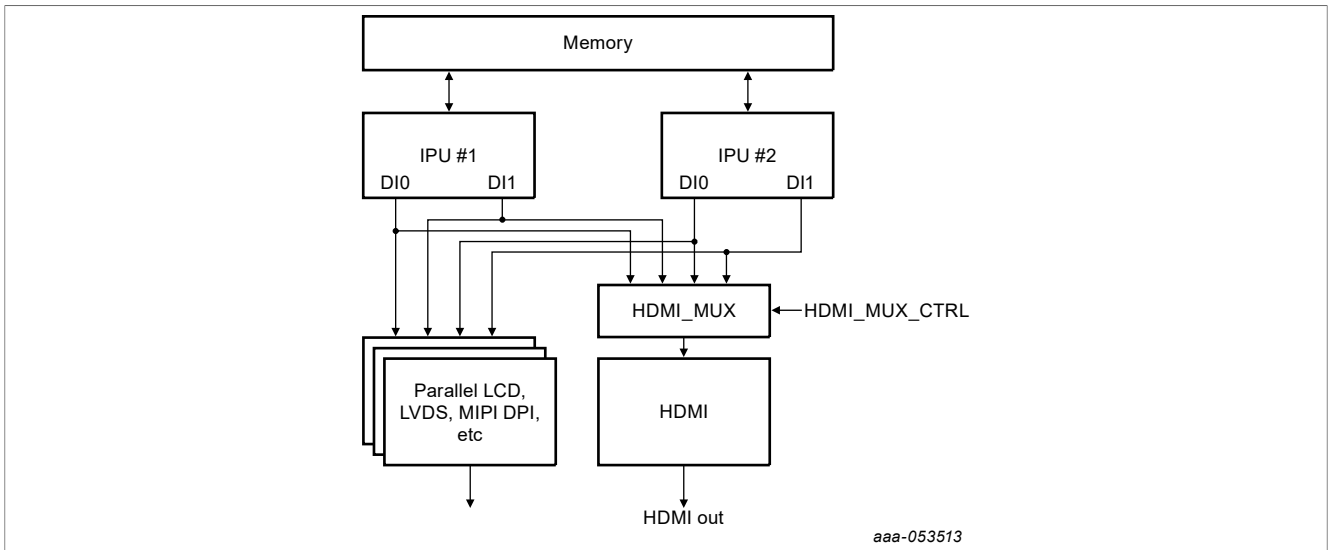 Memory
IPU #1
DI0 DI1
IPU #2
DI0 DI1
HDMI_MUX
HDMI_MUX_CTRL
Parallel LCD,
LVDS, MIPI DPI,
etc
HDMI
HDMI out
aaa-053513